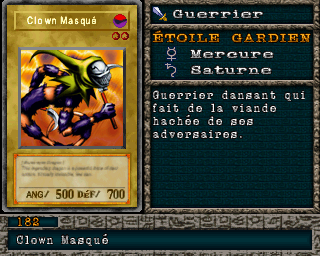 Clown Masqué
ANG/ 500 DÉF/ 700
Guerrier
ÉTOILE GARDIEN
Mercure
Saturne
Guerrier dansant qui
fait de la viande
hachée de ses
adversaires.
182
Clown Masqué